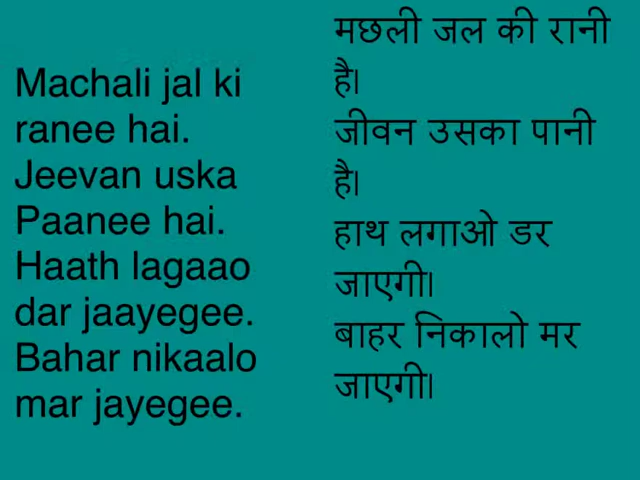 Machali jal ki
ranee hai.
Jeevan uska
Paanee hai.
Haath lagaao
dar jaayegee.
Bahar nikaalo
mar jayegee.
मछली जल की रानी
है।
जीवन उसका पानी
है।
हाथ लगाओ डर
जाएगी।
बाहर निकालो मर
जाएगी।